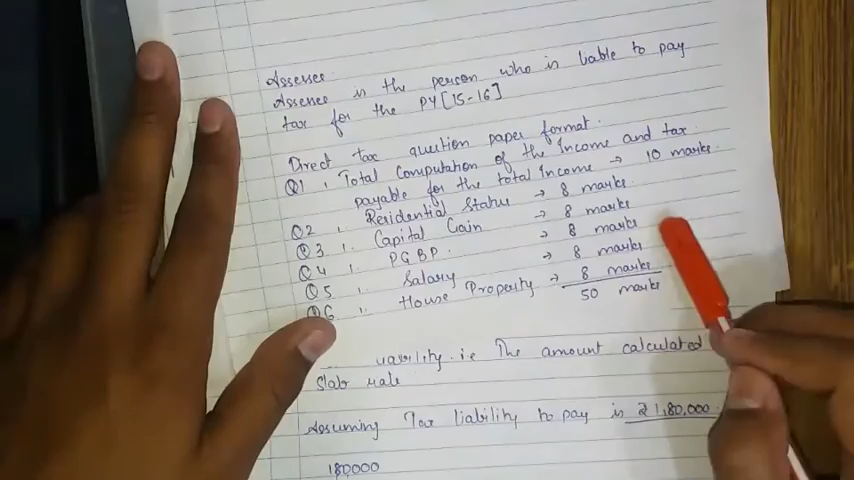 Assessee
Assessee is the person who is liable to pay
tax for the PY [15-16]
Direct tax question paper format.
Q1 . Total Computation of the Income and tax
payable for the total Income → 10 marks.
Q2 . Residential Status → 8 marks
Q3 . Capital Gain → 8 marks
Q4 . PGBP. → 8 marks
Q5 . Salary → 8 marks
Q6 . House Property → 8 marks
50 marks
i.e The amount calculated
Slab rate
Assuming Tax liability to pay is ₹ 1,80,000
180000